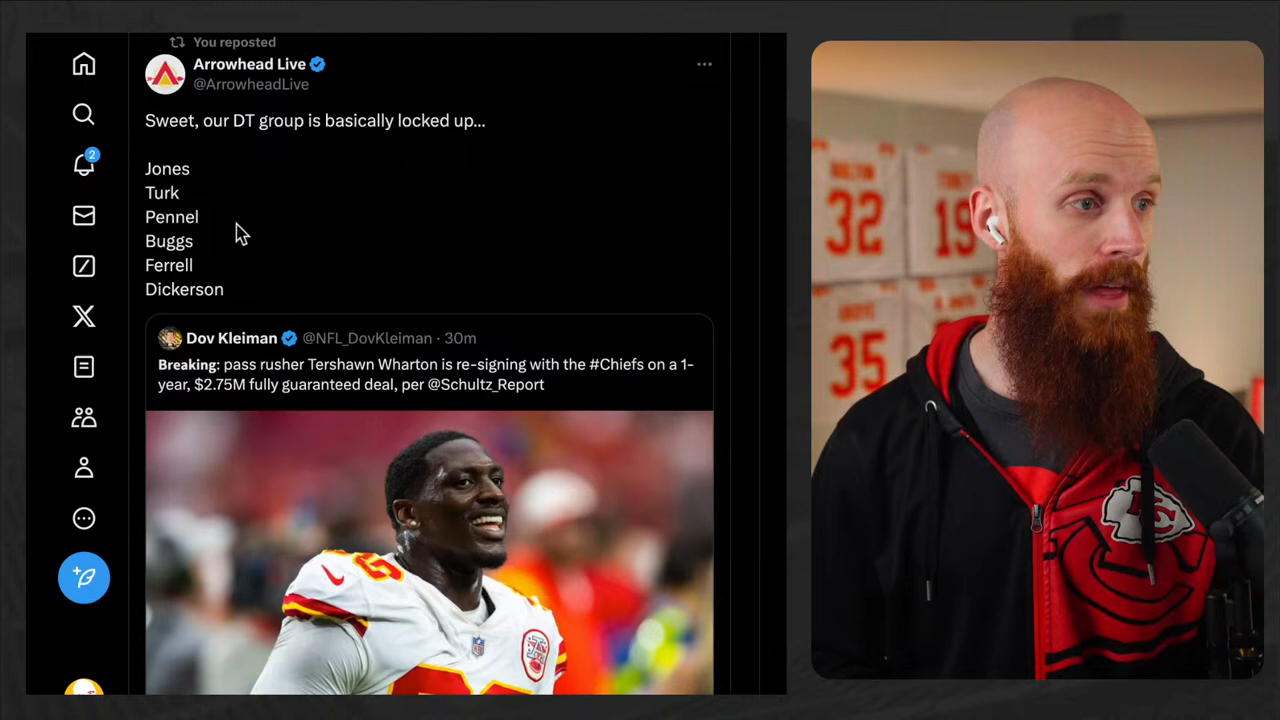 You reposted
Arrowhead Live
@ArrowheadLive
Sweet, our DT group is basically locked up...
Jones
Turk
Pennel
Buggs
Ferrell
Dickerson
Dov Kleiman @NFL_DovKleiman · 30m
Breaking: pass rusher Tershawn Wharton is re-signing with the #Chiefs on a 1-
year, $2.75M fully guaranteed deal, per @Schultz_Report
2
32
19
35
KC